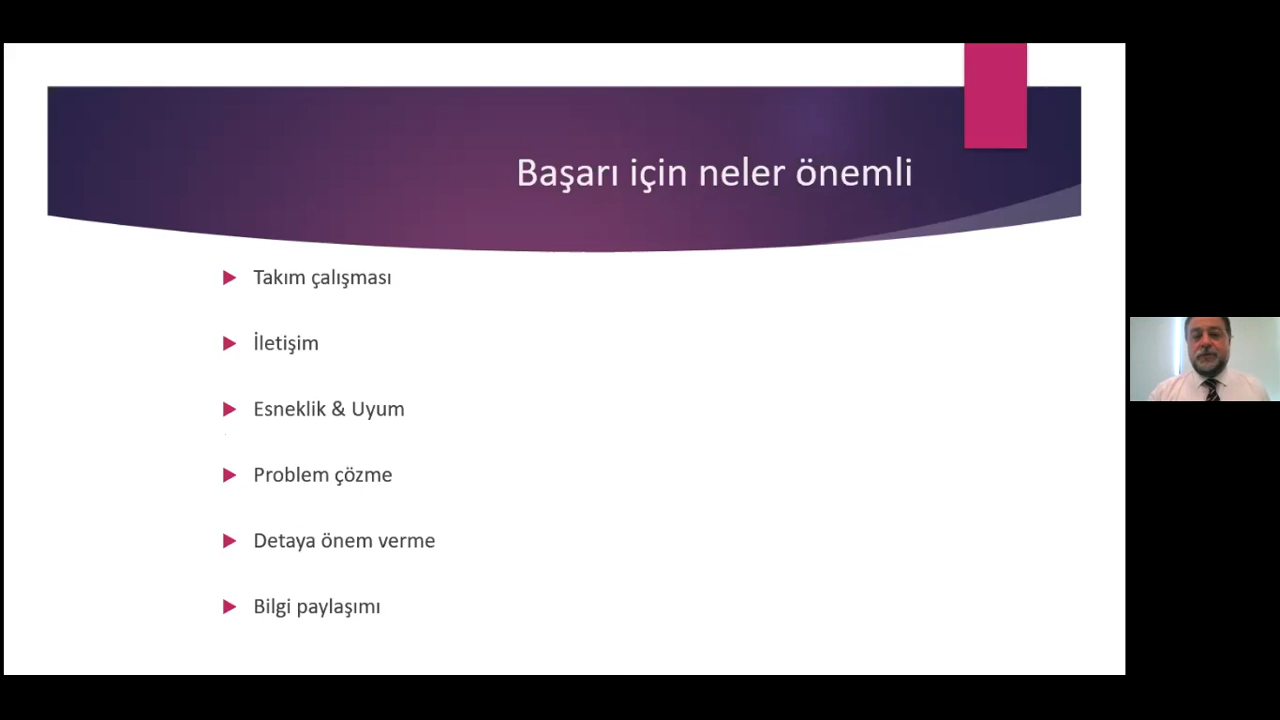 Başarı için neler önemli
Takım çalışması
İletişim
Esneklik & Uyum
Problem çözme
Detaya önem verme
Bilgi paylaşımı